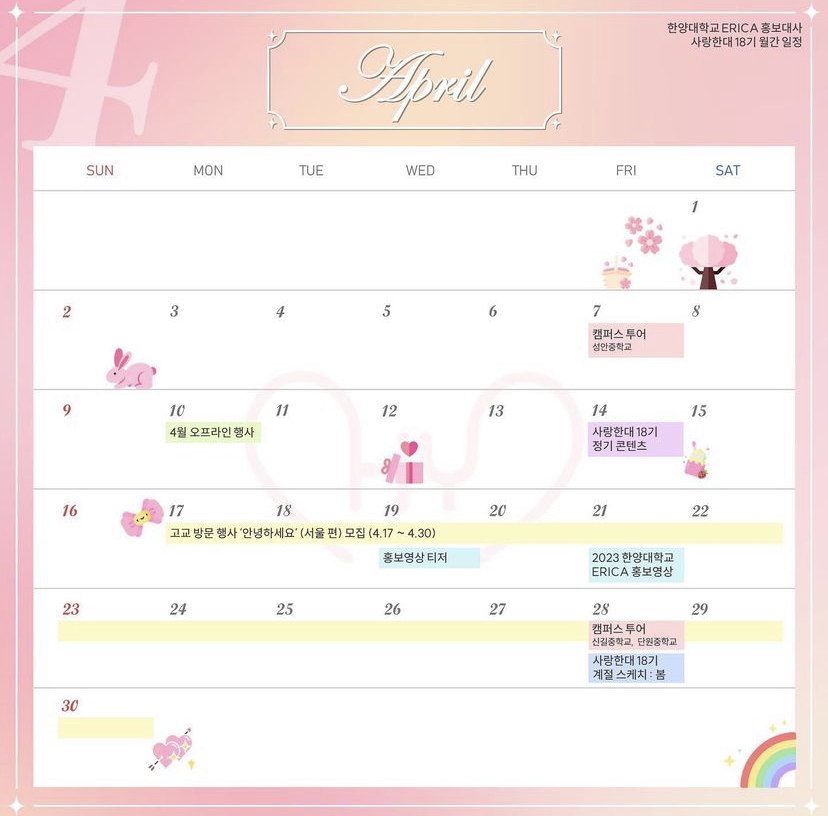 4
한양대학교 ERICA 홍보대사
사랑한대 18기 월간 일정
April
SUN MON TUE WED THU FRI SAT
1
2 3 4 5 6 7 8
캠퍼스 투어
성안중학교
9 10 11 12 13 14 15
4월 오프라인 행사
사랑한대 18기
정기 콘텐츠
HY
16 17 18 19 20 21 22
고교 방문 행사 '안녕하세요' (서울 편) 모집 (4.17 ~ 4.30)
홍보영상 티저
2023 한양대학교
ERICA 홍보영상
23 24 25 26 27 28 29
캠퍼스 투어
신길중학교, 단원중학교
사랑한대 18기
계절 스케치 : 봄
30